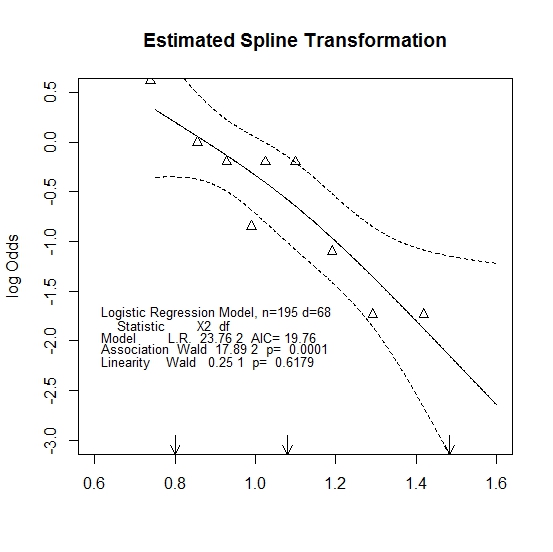 Estimated Spline Transformation
0.5
0.0
-0.5
-1.0
-1.5
-2.0
-2.5
-3.0
log Odds
Logistic Regression Model, n=195 d=68
Statistic X2 df
Model L.R. 23.76 2 AIC= 19.76
Association Wald 17.89 2 p= 0.0001
Linearity Wald 0.25 1 p= 0.6179
0.6 0.8 1.0 1.2 1.4 1.6